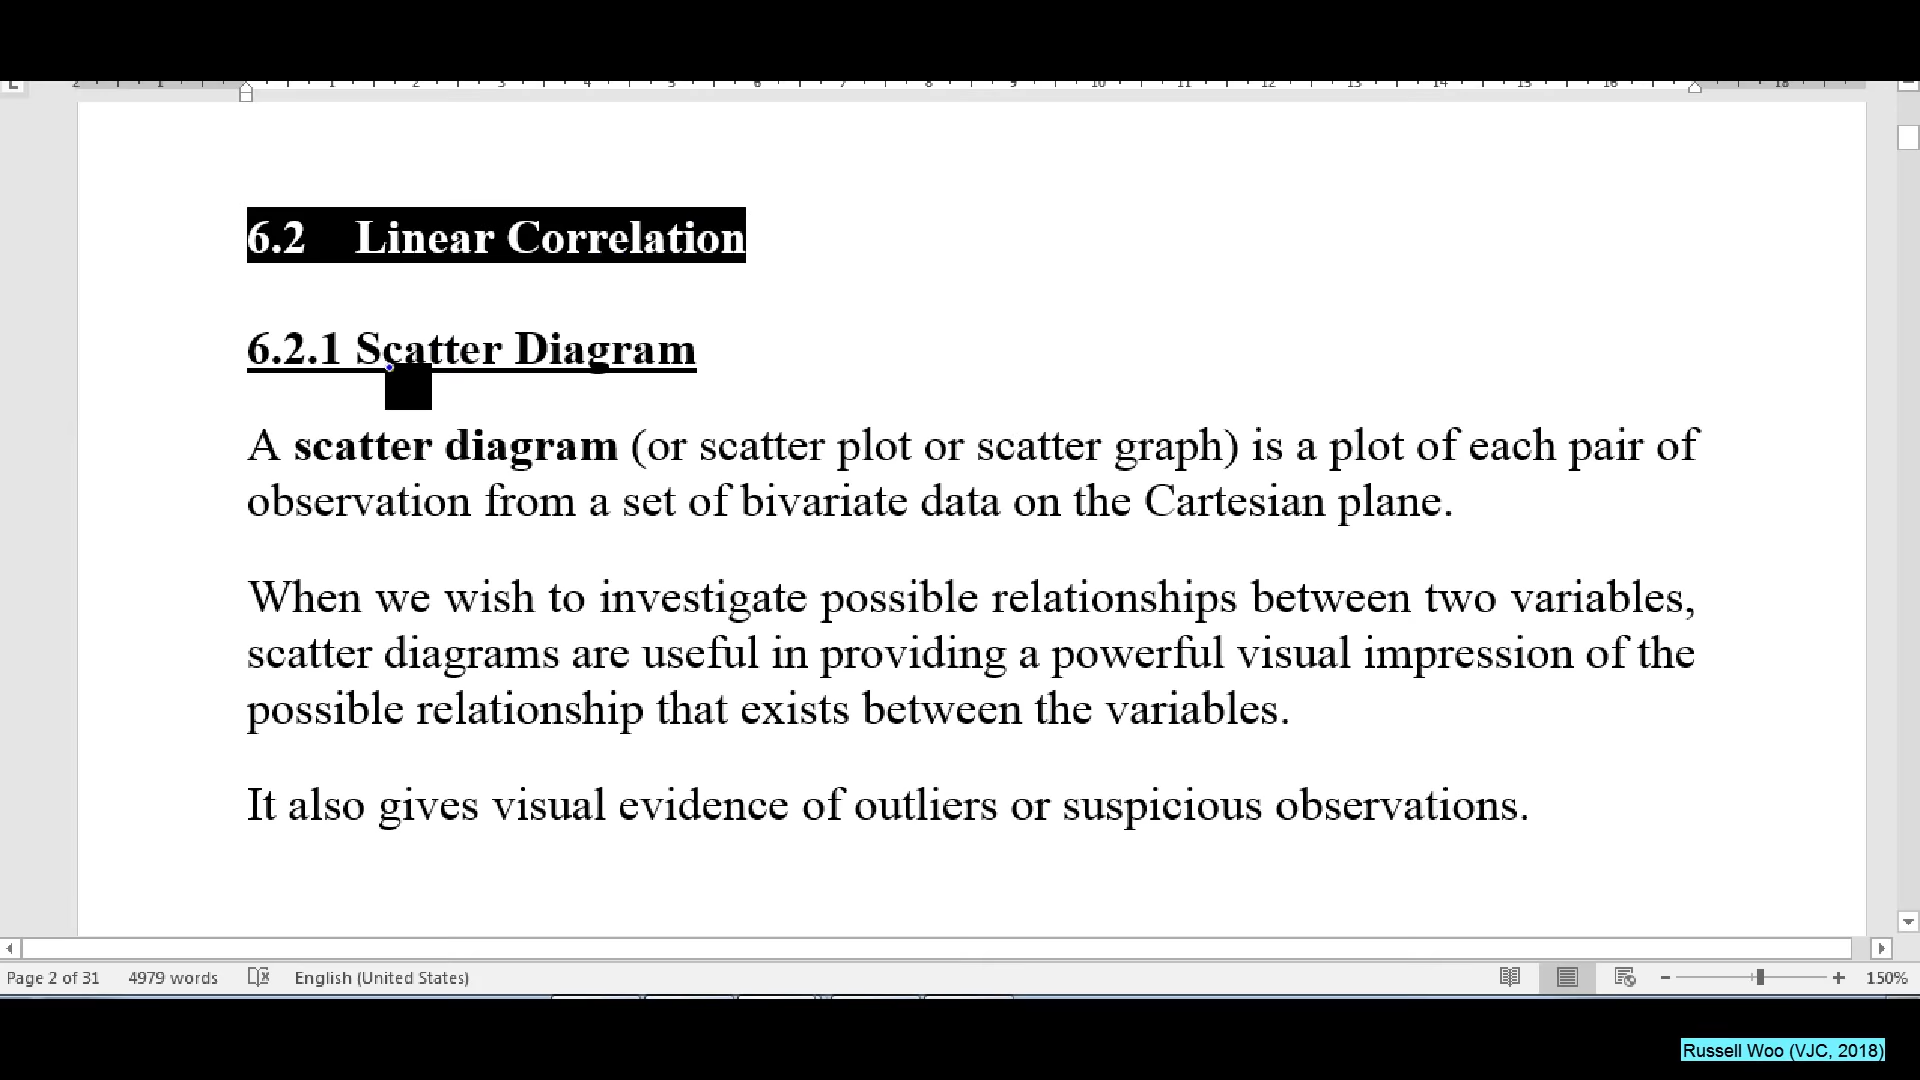 6.2 Linear Correlation
6.2.1 Scatter Diagram
A scatter diagram (or scatter plot or scatter graph) is a plot of each pair of
observation from a set of bivariate data on the Cartesian plane.
When we wish to investigate possible relationships between two variables,
scatter diagrams are useful in providing a powerful visual impression of the
possible relationship that exists between the variables.
It also gives visual evidence of outliers or suspicious observations.
Page 2 of 31 4979 words English (United States) 150%
Russell Woo (VJC, 2018)